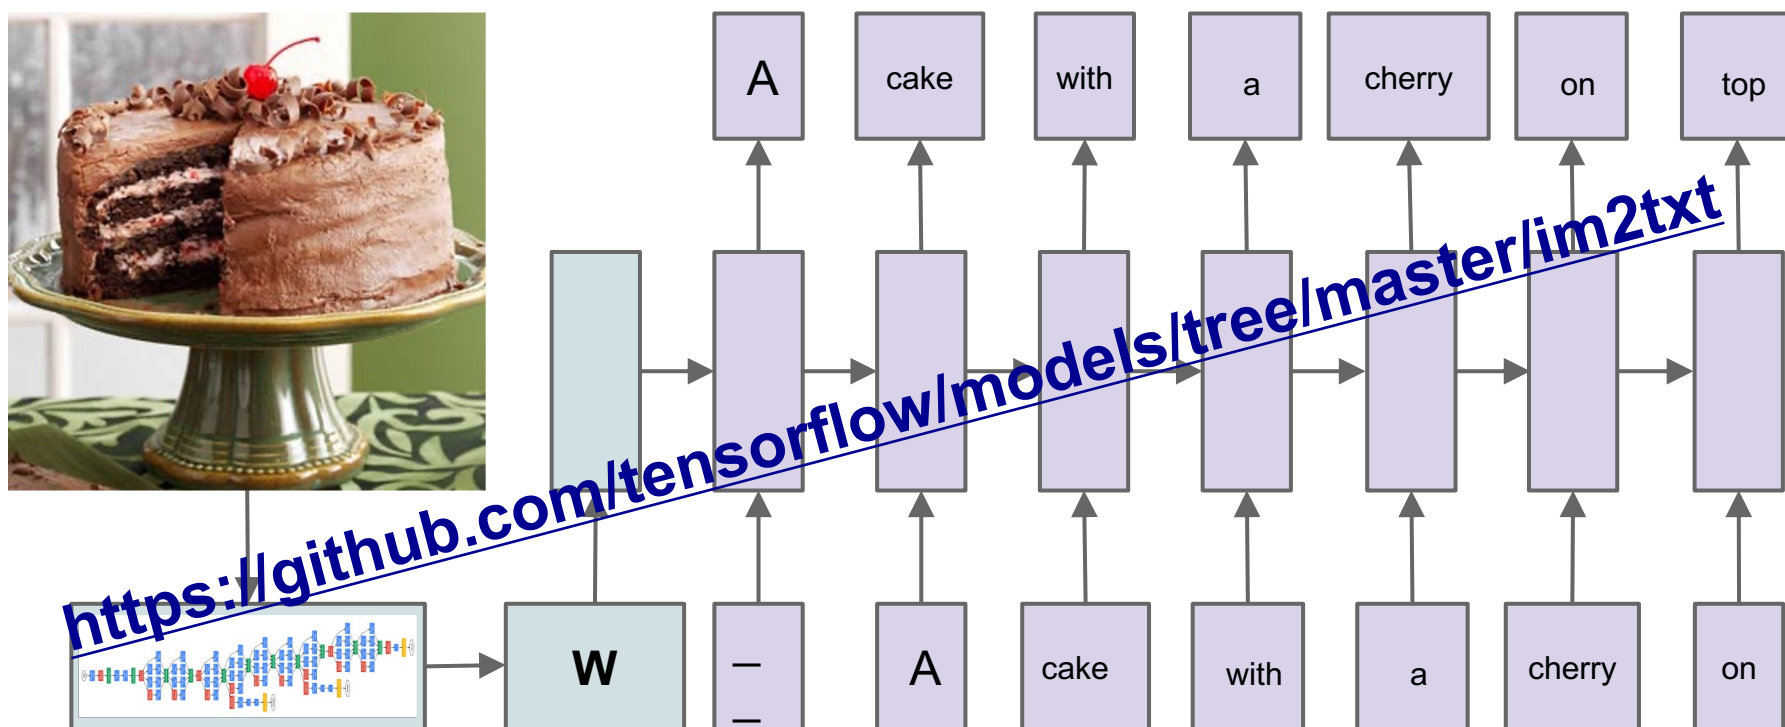 A cake with a cherry on top
https://github.com/tensorflow/models/tree/master/im2txt
W _ A cake with a cherry on
_